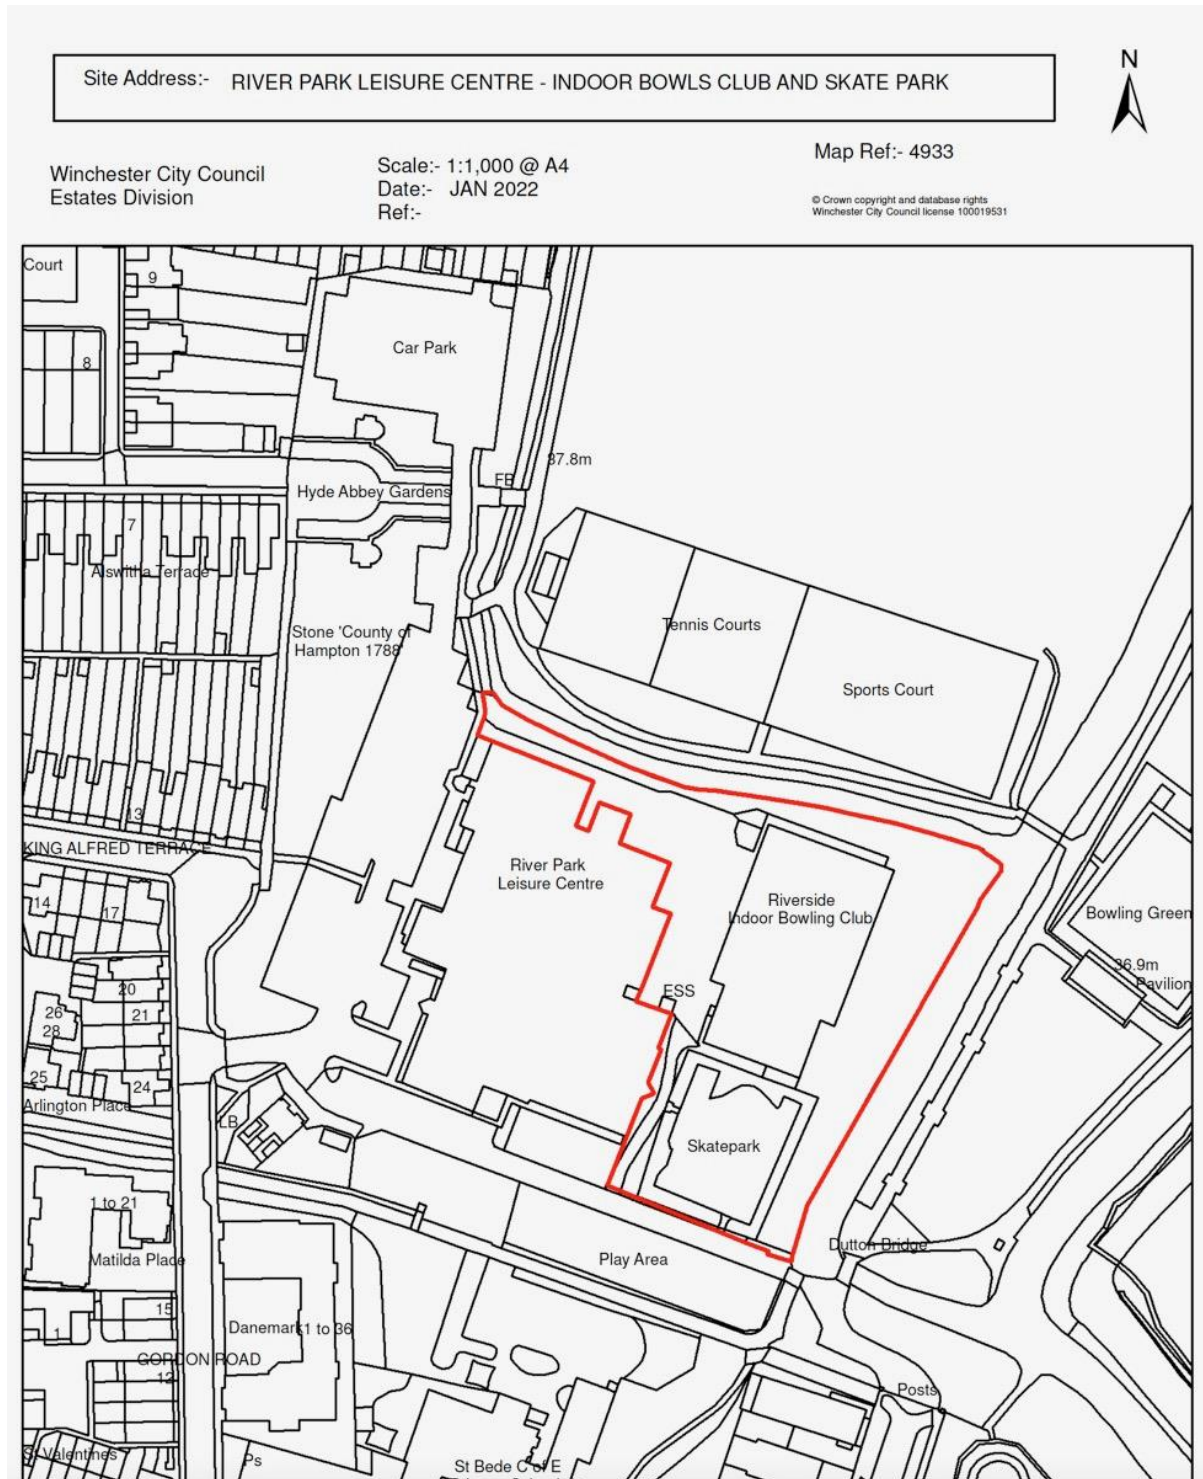 N
Site Address:- RIVER PARK LEISURE CENTRE - INDOOR BOWLS CLUB AND SKATE PARK
Map Ref:- 4933
Winchester City Council
Estates Division
Scale:- 1:1,000 @ A4
Date:- JAN 2022
Ref:-
© Crown copyright and database rights
Winchester City Council license 100019531
Court
9
Car Park
8
37.8m
FB
Hyde Abbey Gardens
7
Alswitha Terrace
Stone 'County of
Hampton 1788'
Tennis Courts
Sports Court
13
KING ALFRED TERRACE
River Park
Leisure Centre
Riverside
Indoor Bowling Club
14
17
Bowling Green
36.9m
Pavilion
20
ESS
26
21
28
25
24
Arlington Place
LB
Skatepark
1 to 21
Dutton Bridge
Matilda Place
Play Area
15
1
Danemark
1 to 36
GORDON ROAD
12
Posts
St Valentines
Ps
St Bede C of E